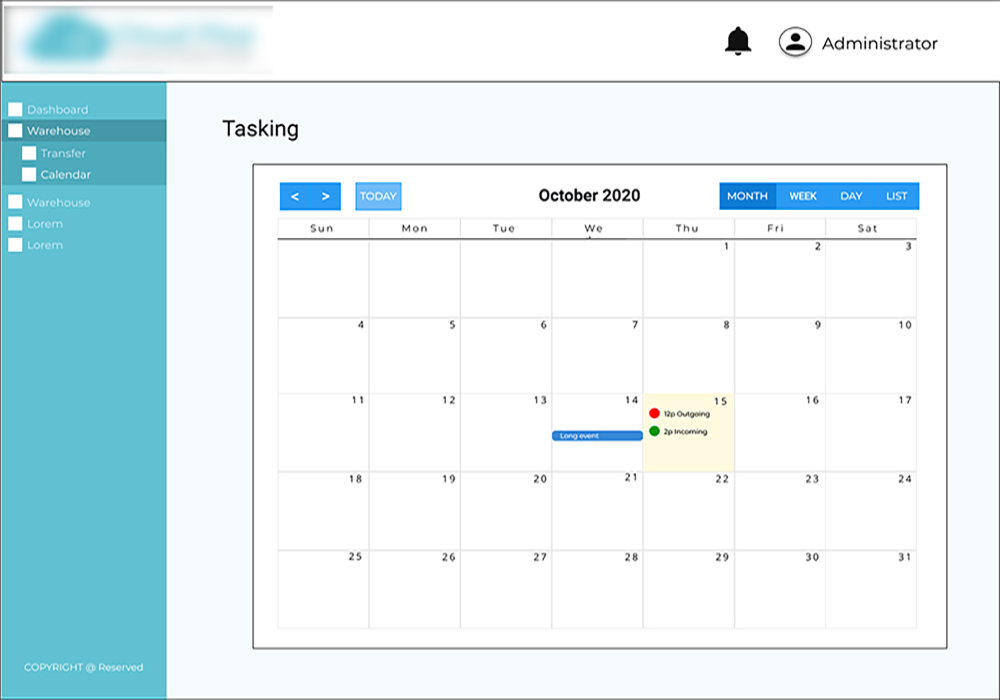 Administrator
Dashboard
Warehouse
Transfer
Calendar
Warehouse
Lorem
Lorem
COPYRIGHT @ Reserved
Tasking
< > TODAY October 2020 MONTH WEEK DAY LIST
Sun Mon Tue We Thu Fri Sat
1 2 3
4 5 6 7 8 9 10
11 12 13 14 15 16 17
12p Outgoing
2p Incoming
Long event
18 19 20 21 22 23 24
25 26 27 28 29 30 31